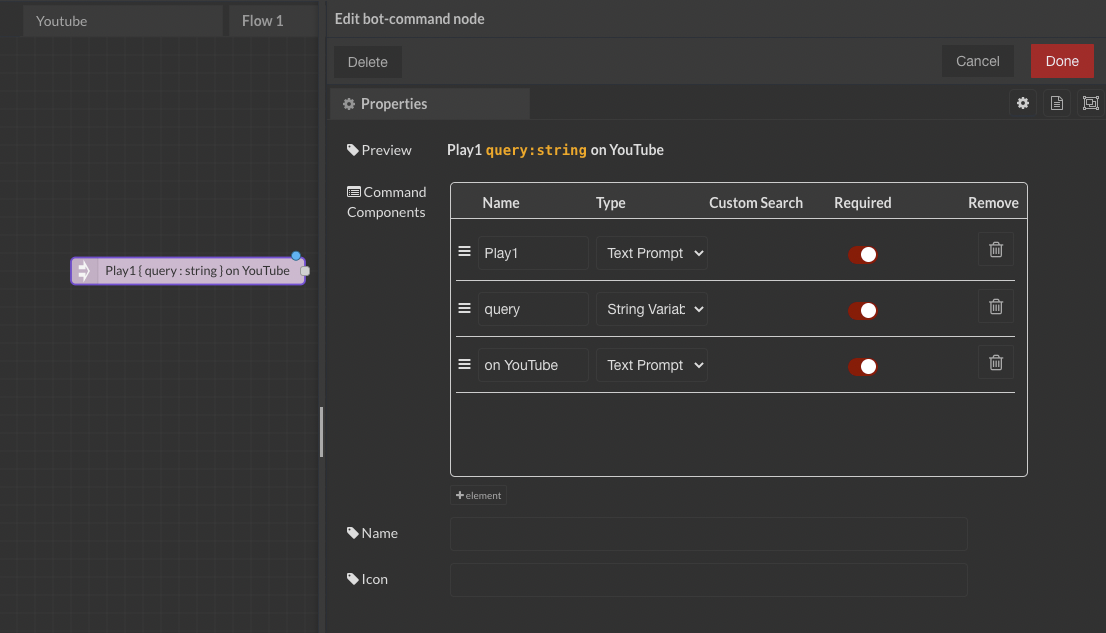 Youtube
Flow 1
Edit bot-command node
Delete
Cancel
Done
Properties
Preview
Play1 query:string on YouTube
Command Components
Name Type Custom Search Required Remove
Play1 Text Prompt
query String Variab
on YouTube Text Prompt
element
Name
Icon
Play1 { query : string } on YouTube